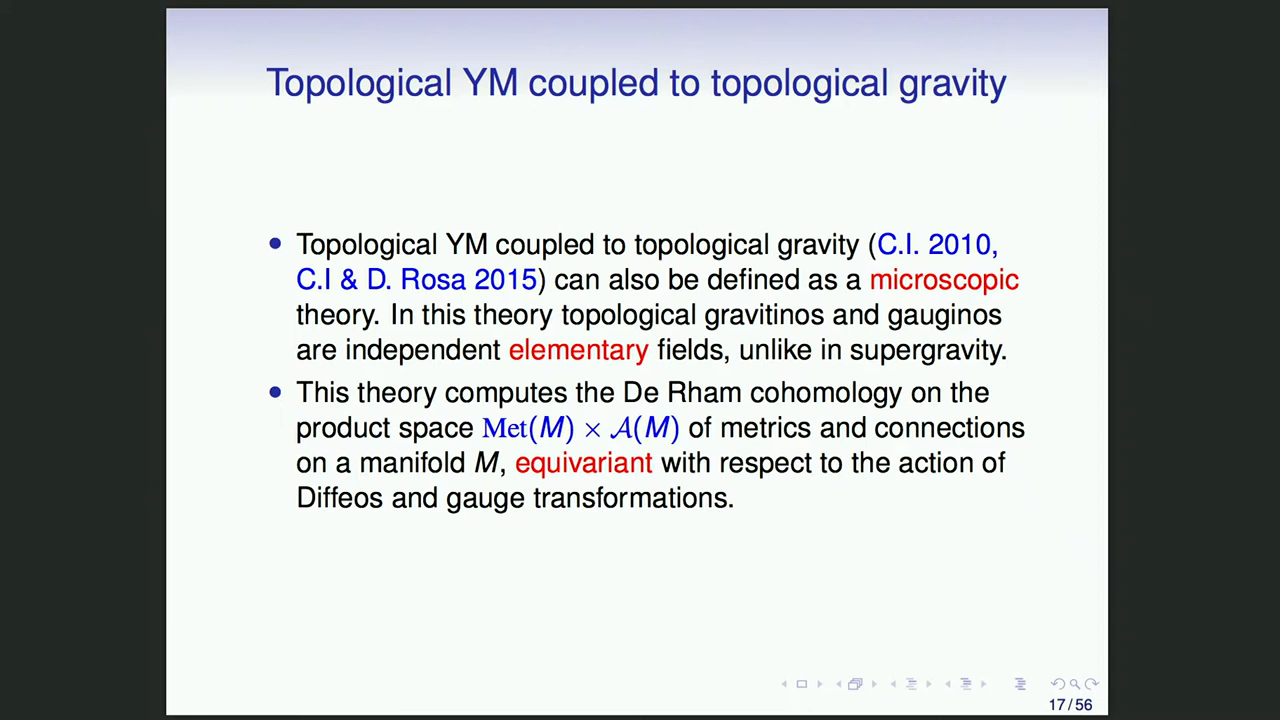 Topological YM coupled to topological gravity
• Topological YM coupled to topological gravity (C.I. 2010,
C.I & D. Rosa 2015) can also be defined as a microscopic
theory. In this theory topological gravitinos and gauginos
are independent elementary fields, unlike in supergravity.
• This theory computes the De Rham cohomology on the
product space Met(M) × 𝒜(M) of metrics and connections
on a manifold M, equivariant with respect to the action of
Diffeos and gauge transformations.
17/56